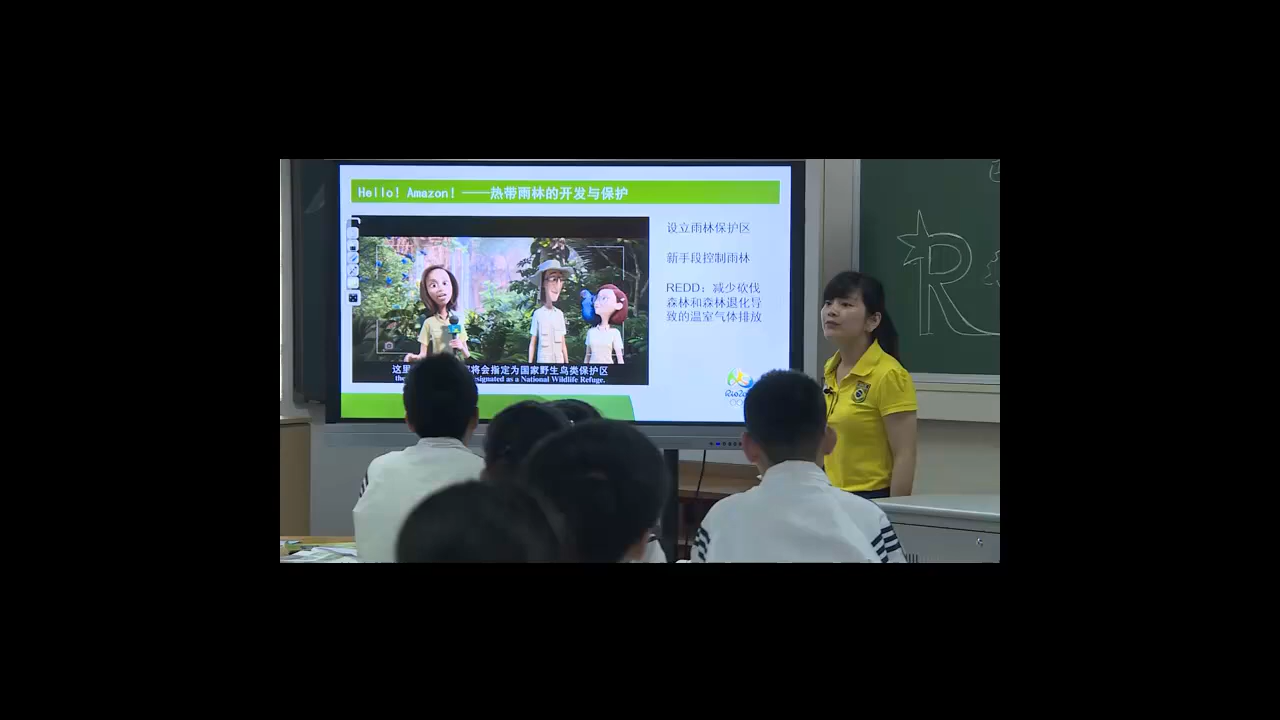 Hello! Amazon! ——热带雨林的开发与保护
设立雨林保护区
新手段控制雨林
REDD：减少砍伐
森林和森林退化导
致的温室气体排放
这里 将会指定为国家野生鸟类保护区
signated as a National Wildlife Refuge.
R